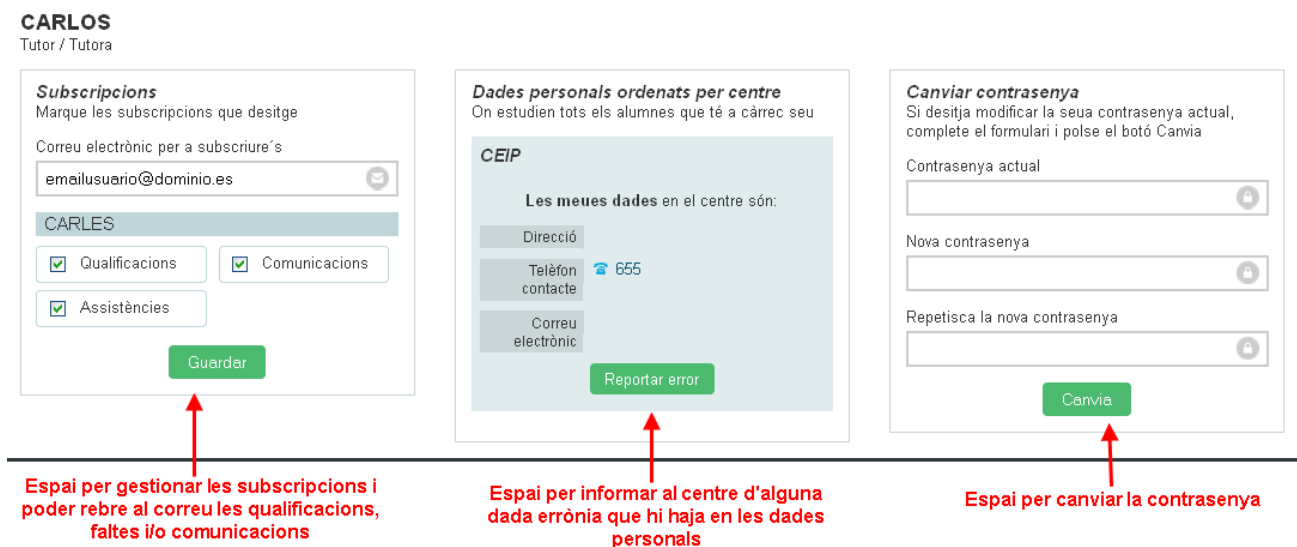 CARLOS
Tutor / Tutora
Subscripcions
Marque les subscripcions que desitge
Correu electrònic per a subscriure´s
emailusuario@dominio.es
CARLES
Qualificacions
Comunicacions
Assistències
Guardar
Dades personals ordenats per centre
On estudien tots els alumnes que té a càrrec seu
CEIP
Les meues dades en el centre són:
Direcció
Telèfon
contacte
655
Correu
electrònic
Reportar error
Canviar contrasenya
Si desitja modificar la seua contrasenya actual,
complete el formulari i polse el botó Canvia
Contrasenya actual
Nova contrasenya
Repetisca la nova contrasenya
Canvia
Espai per gestionar les subscripcions i
poder rebre al correu les qualificacions,
faltes i/o comunicacions
Espai per informar al centre d'alguna
dada errònia que hi haja en les dades
personals
Espai per canviar la contrasenya